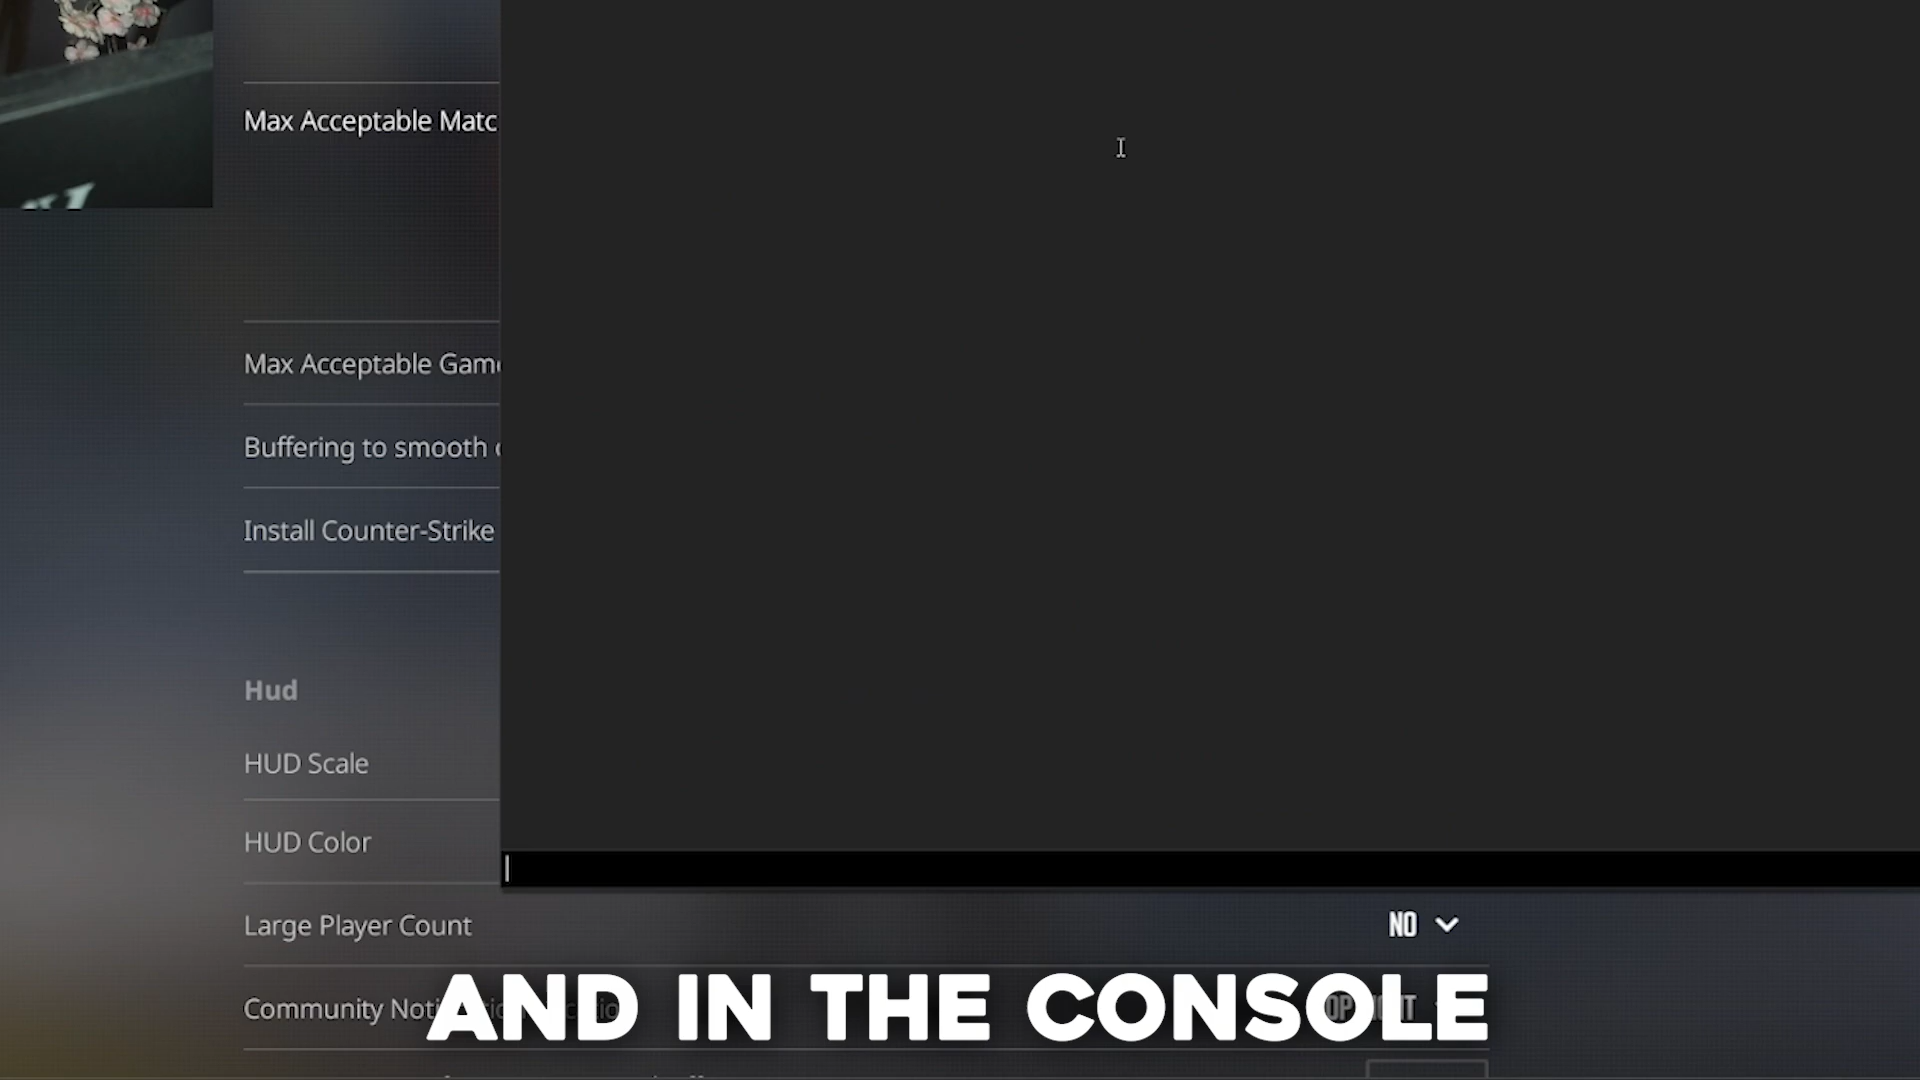 Max Acceptable Matc
Max Acceptable Gam
Buffering to smooth
Install Counter-Strike
Hud
HUD Scale
HUD Color
Large Player Count
NO
Community
AND IN THE CONSOLE